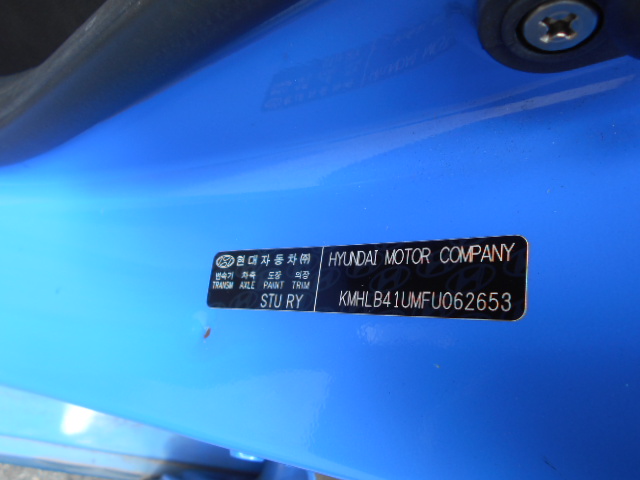 현대자동차㈜
변속기 차축 도장 의장
TRANSM AXLE PAINT TRIM
STU RY
HYUNDAI MOTOR COMPANY
KMHLB41UMFU062653